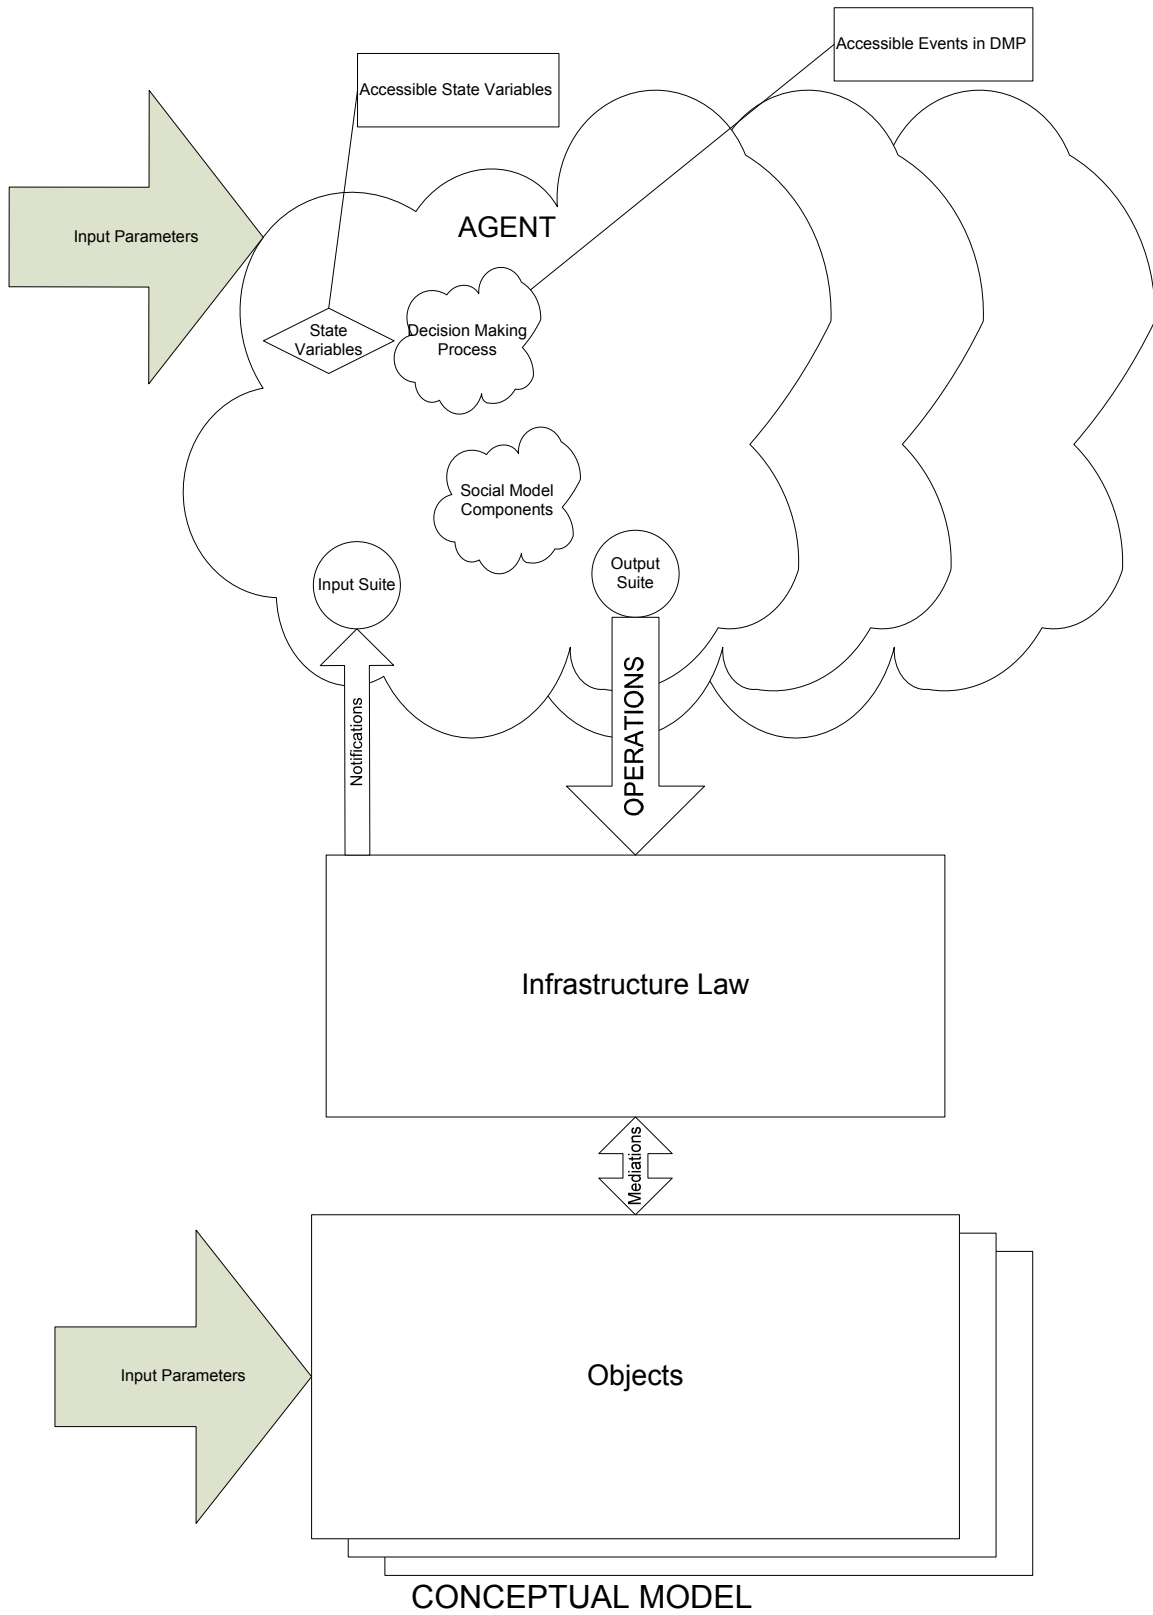 Accessible Events in DMP
Accessible State Variables
AGENT
Input Parameters
State
Variables
Decision Making
Process
Social Model
Components
Input Suite
Output
Suite
Notifications
OPERATIONS
Infrastructure Law
Mediations
Input Parameters
Objects
CONCEPTUAL MODEL